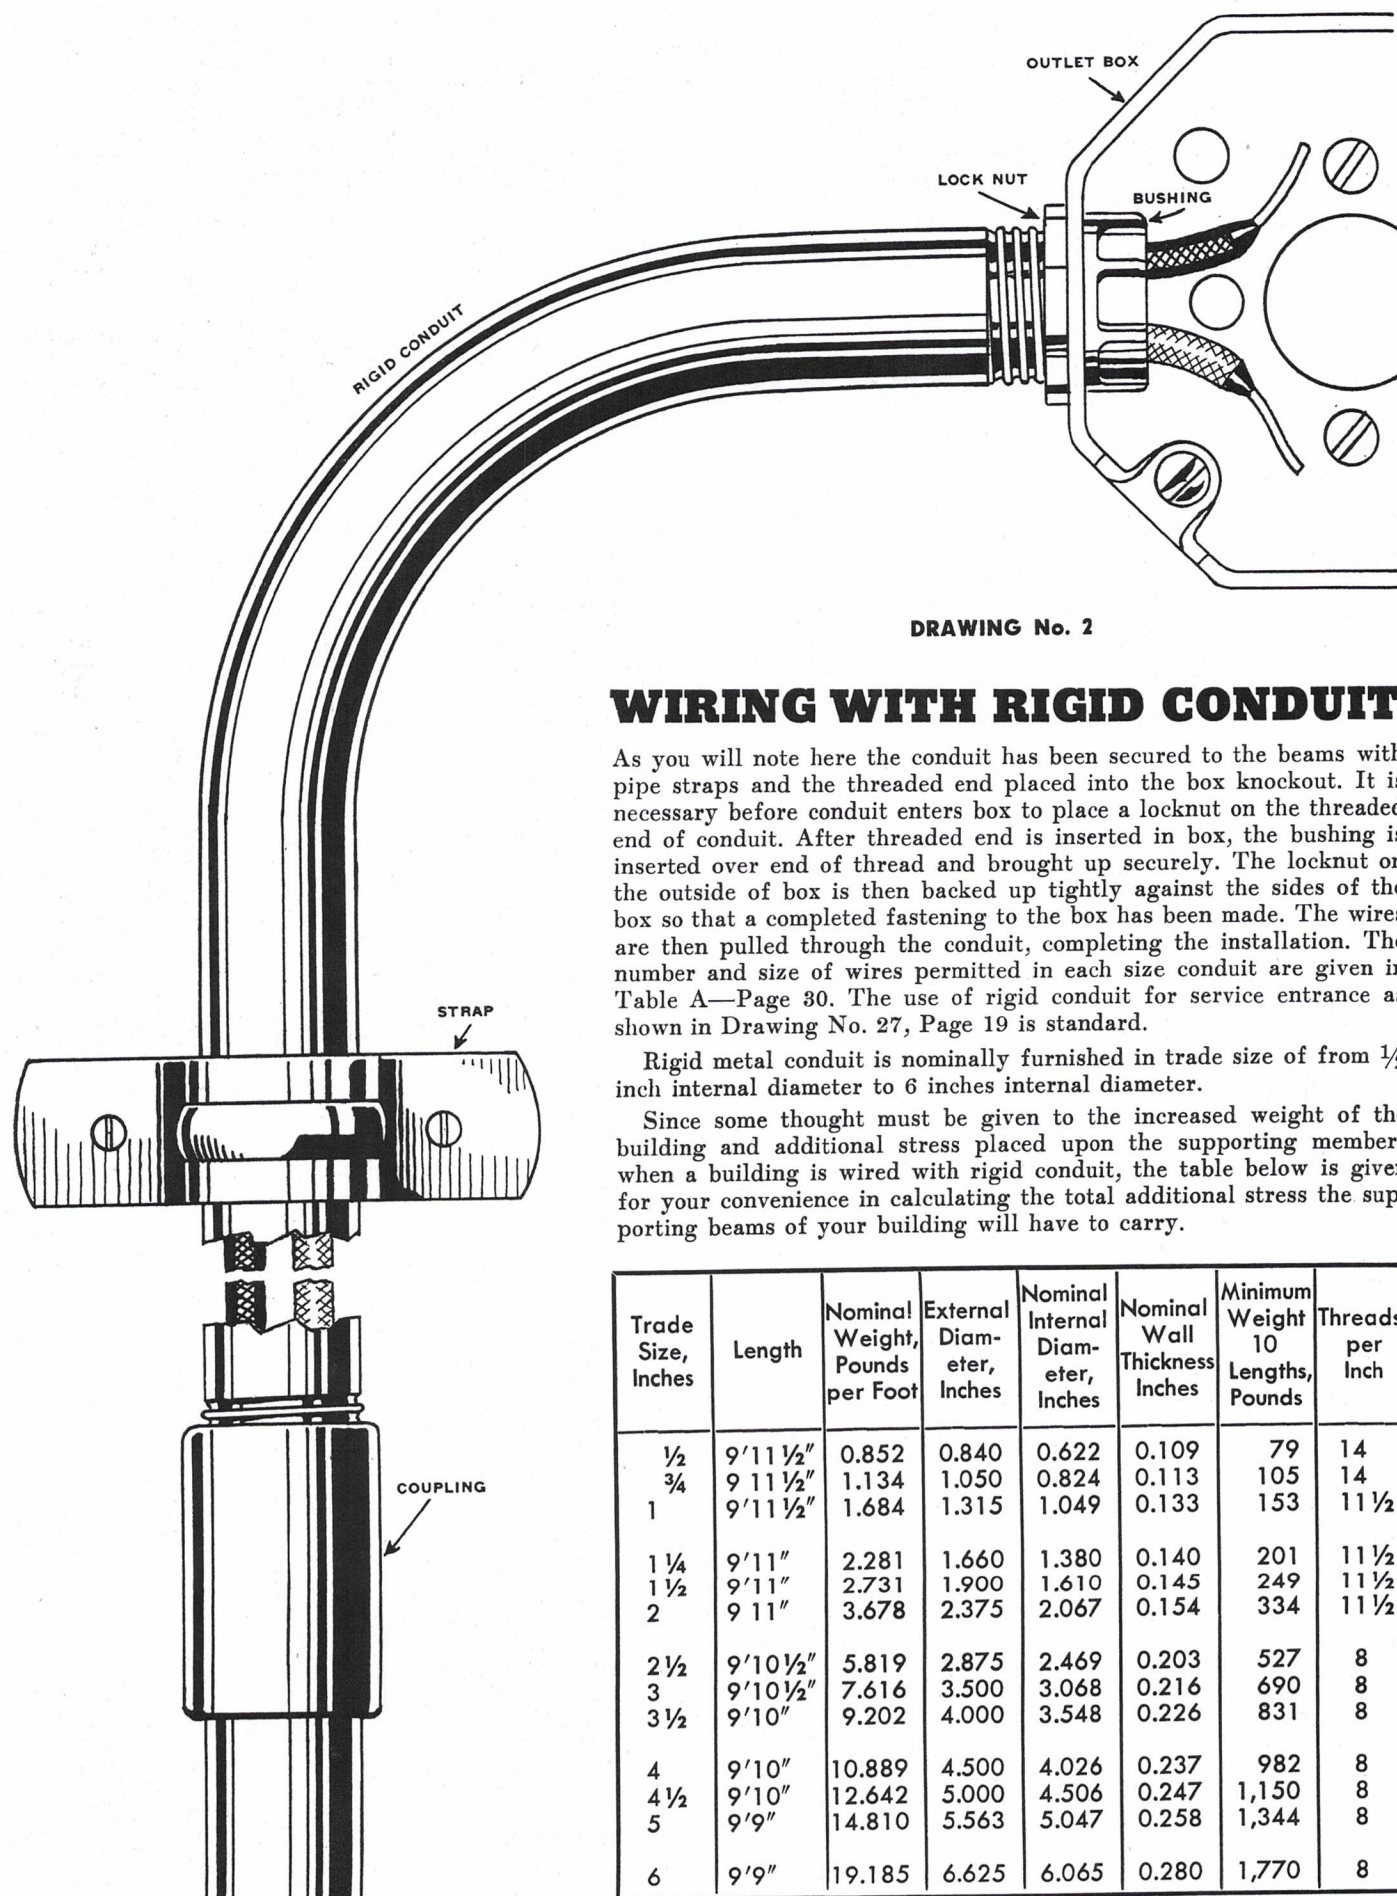 OUTLET BOX
LOCK NUT
BUSHING
RIGID CONDUIT
DRAWING No. 2
WIRING WITH RIGID CONDUIT
As you will note here the conduit has been secured to the beams with
pipe straps and the threaded end placed into the box knockout. It is
necessary before conduit enters box to place a locknut on the threaded
end of conduit. After threaded end is inserted in box, the bushing is
inserted over end of thread and brought up securely. The locknut on
the outside of box is then backed up tightly against the sides of the
box so that a completed fastening to the box has been made. The wires
are then pulled through the conduit, completing the installation. The
number and size of wires permitted in each size conduit are given in
Table A—Page 30. The use of rigid conduit for service entrance as
shown in Drawing No. 27, Page 19 is standard.
Rigid metal conduit is nominally furnished in trade size of from ½
inch internal diameter to 6 inches internal diameter.
Since some thought must be given to the increased weight of the
building and additional stress placed upon the supporting member
when a building is wired with rigid conduit, the table below is given
for your convenience in calculating the total additional stress the sup-
porting beams of your building will have to carry.
STRAP
COUPLING
Trade Size, Inches Length Nominal Weight, Pounds per Foot External Diam-eter, Inches Nominal Internal Diam-eter, Inches Nominal Wall Thickness Inches Minimum Weight 10 Lengths, Pounds Threads per Inch
½ 9'11½" 0.852 0.840 0.622 0.109 79 14
¾ 9 11½" 1.134 1.050 0.824 0.113 105 14
1 9'11½" 1.684 1.315 1.049 0.133 153 11½
1¼ 9'11" 2.281 1.660 1.380 0.140 201 11½
1½ 9'11" 2.731 1.900 1.610 0.145 249 11½
2 9 11" 3.678 2.375 2.067 0.154 334 11½
2½ 9'10½" 5.819 2.875 2.469 0.203 527 8
3 9'10½" 7.616 3.500 3.068 0.216 690 8
3½ 9'10" 9.202 4.000 3.548 0.226 831 8
4 9'10" 10.889 4.500 4.026 0.237 982 8
4½ 9'10" 12.642 5.000 4.506 0.247 1,150 8
5 9'9" 14.810 5.563 5.047 0.258 1,344 8
6 9'9" 19.185 6.625 6.065 0.280 1,770 8